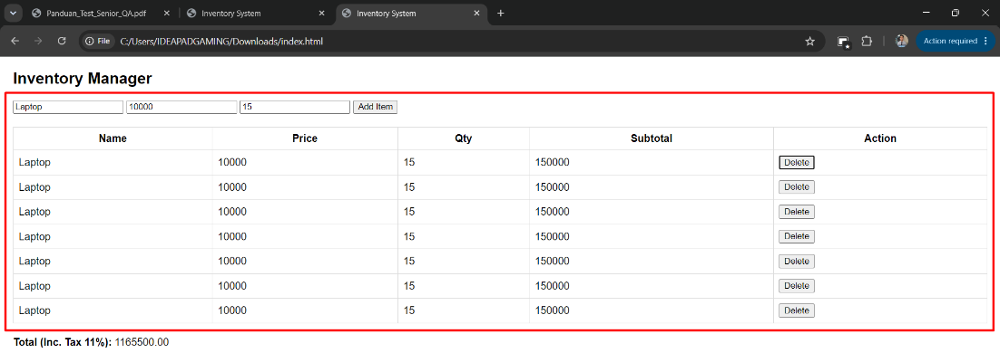 Panduan_Test_Senior_QA.pdf Inventory System Inventory System
File C:/Users/IDEAPADGAMING/Downloads/index.html Action required
Inventory Manager
Laptop 10000 15 Add Item
Name Price Qty Subtotal Action
Laptop 10000 15 150000 Delete
Laptop 10000 15 150000 Delete
Laptop 10000 15 150000 Delete
Laptop 10000 15 150000 Delete
Laptop 10000 15 150000 Delete
Laptop 10000 15 150000 Delete
Laptop 10000 15 150000 Delete
Total (Inc. Tax 11%): 1165500.00